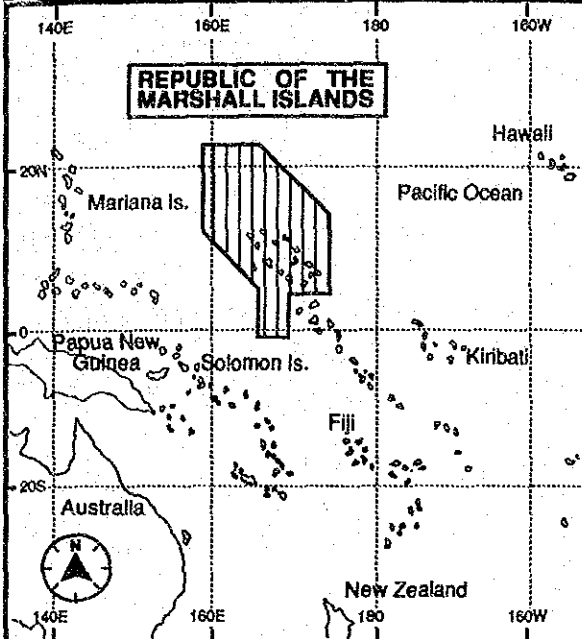 140E 160E 180 160W
REPUBLIC OF THE
MARSHALL ISLANDS
Hawaii
20N
Pacific Ocean
Mariana Is.
0
Papua New
Guinea
Solomon Is.
Kiribati
Fiji
20S
Australia
N
New Zealand
140E 160E 180 160W